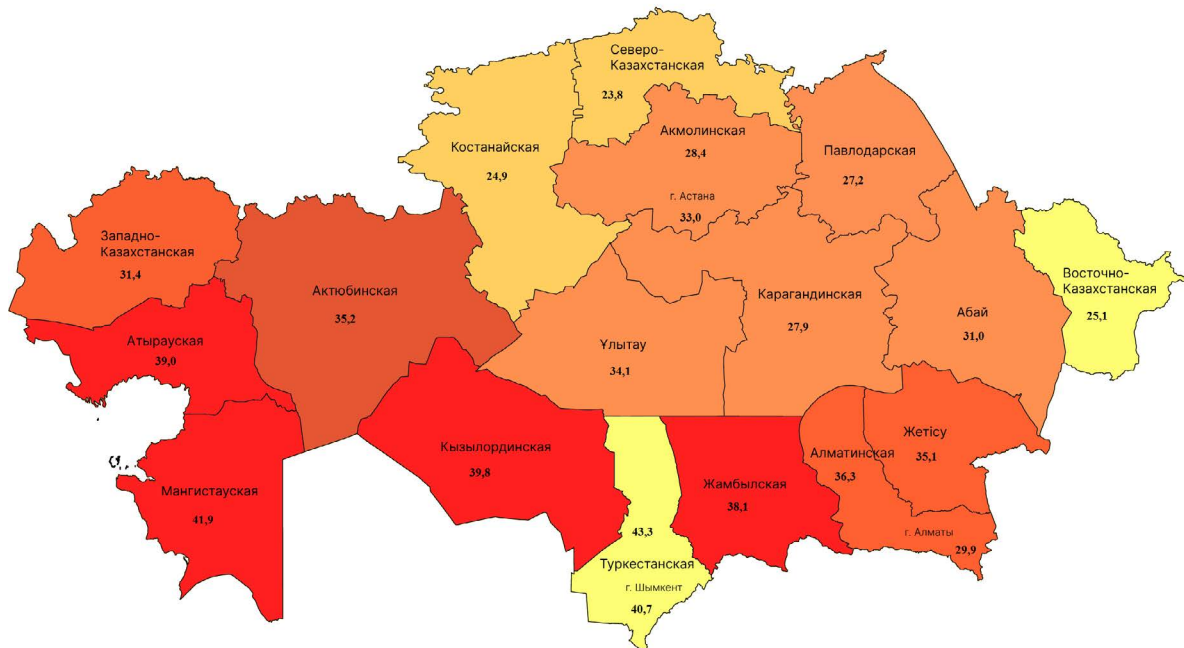 Северо-
Казахстанская
23,8
Костанайская
24,9
Акмолинская
28,4
г. Астана
33,0
Павлодарская
27,2
Западно-
Казахстанская
31,4
Актюбинская
35,2
Атырауская
39,0
Мангистауская
41,9
Кызылординская
39,8
Ұлытау
34,1
Карагандинская
27,9
Абай
31,0
Восточно-
Казахстанская
25,1
Жетісу
35,1
Алматинская
36,3
г. Алматы
29,9
Жамбылская
38,1
43,3
Туркестанская
г. Шымкент
40,7